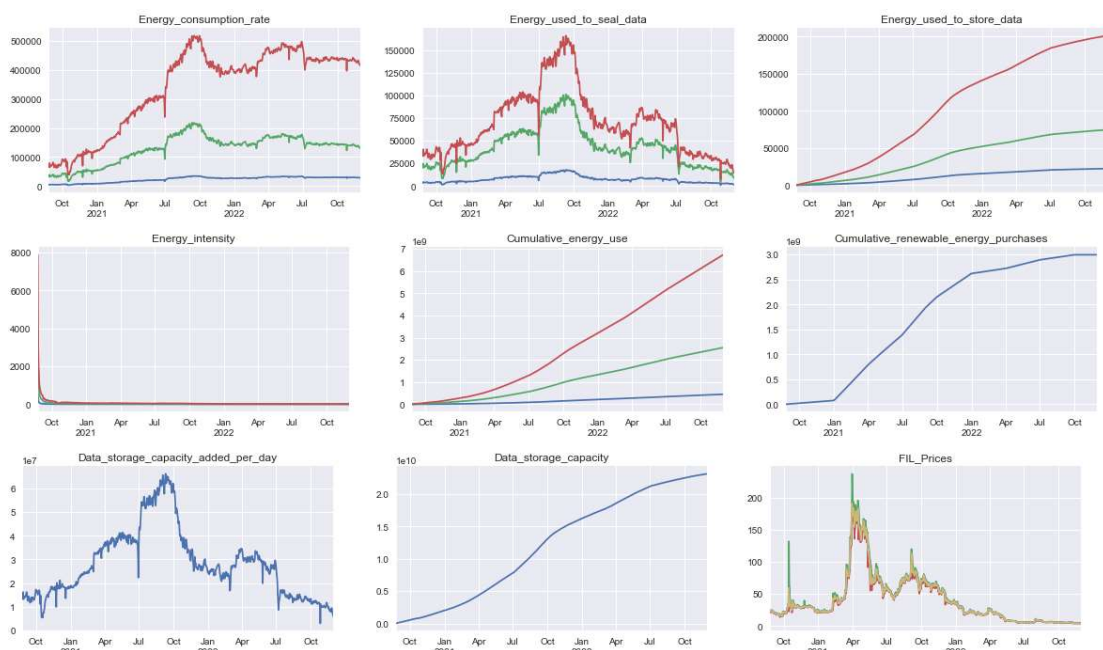 Energy_consumption_rate
500000
400000
300000
200000
100000
0
Oct Jan Apr Jul Oct Jan Apr Jul Oct
2021 2022
Energy_used_to_seal_data
150000
125000
100000
75000
50000
25000
0
Oct Jan Apr Jul Oct Jan Apr Jul Oct
2021 2022
Energy_used_to_store_data
200000
150000
100000
50000
0
Oct Jan Apr Jul Oct Jan Apr Jul Oct
2021 2022
Energy_intensity
8000
6000
4000
2000
0
Oct Jan Apr Jul Oct Jan Apr Jul Oct
2021 2022
Cumulative_energy_use
1e9
7
6
5
4
3
2
1
0
Oct Jan Apr Jul Oct Jan Apr Jul Oct
2021 2022
Cumulative_renewable_energy_purchases
1e9
3.0
2.5
2.0
1.5
1.0
0.5
0.0
Oct Jan Apr Jul Oct Jan Apr Jul Oct
2021 2022
Data_storage_capacity_added_per_day
1e7
6
5
4
3
2
1
0
Oct Jan Apr Jul Oct Jan Apr Jul Oct
Data_storage_capacity
1e10
2.0
1.5
1.0
0.5
0.0
Oct Jan Apr Jul Oct Jan Apr Jul Oct
FIL_Prices
200
150
100
50
0
Oct Jan Apr Jul Oct Jan Apr Jul Oct